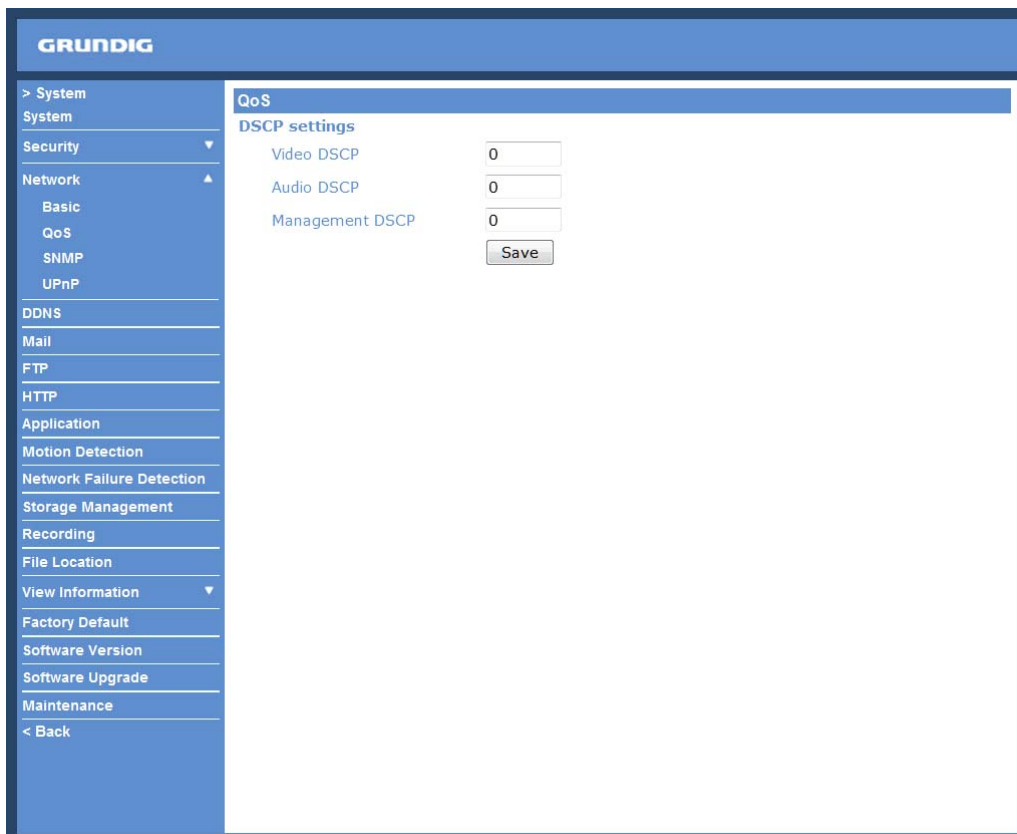 GRUNDIG
> System
System
Security
Network
Basic
QoS
SNMP
UPnP
DDNS
Mail
FTP
HTTP
Application
Motion Detection
Network Failure Detection
Storage Management
Recording
File Location
View Information
Factory Default
Software Version
Software Upgrade
Maintenance
< Back
QoS
DSCP settings
Video DSCP 0
Audio DSCP 0
Management DSCP 0
Save